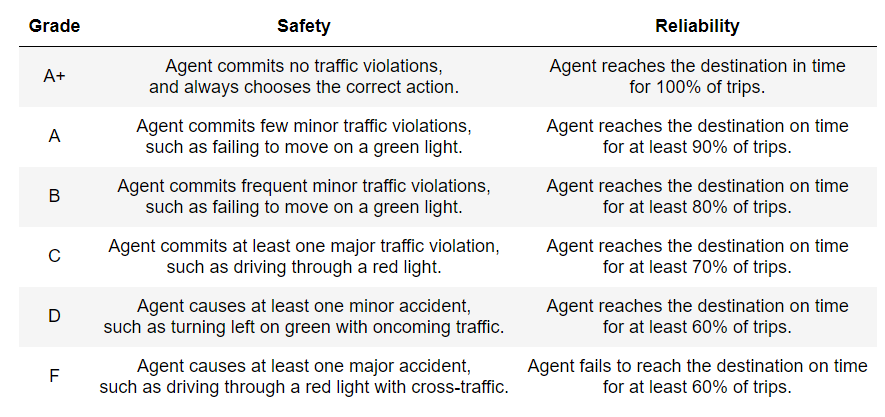 Grade Safety Reliability
A+ Agent commits no traffic violations, Agent reaches the destination in time
and always chooses the correct action. for 100% of trips.
A Agent commits few minor traffic violations, Agent reaches the destination on time
such as failing to move on a green light. for at least 90% of trips.
B Agent commits frequent minor traffic violations, Agent reaches the destination on time
such as failing to move on a green light. for at least 80% of trips.
C Agent commits at least one major traffic violation, Agent reaches the destination on time
such as driving through a red light. for at least 70% of trips.
D Agent causes at least one minor accident, Agent reaches the destination on time
such as turning left on green with oncoming traffic. for at least 60% of trips.
F Agent causes at least one major accident, Agent fails to reach the destination on time
such as driving through a red light with cross-traffic. for at least 60% of trips.